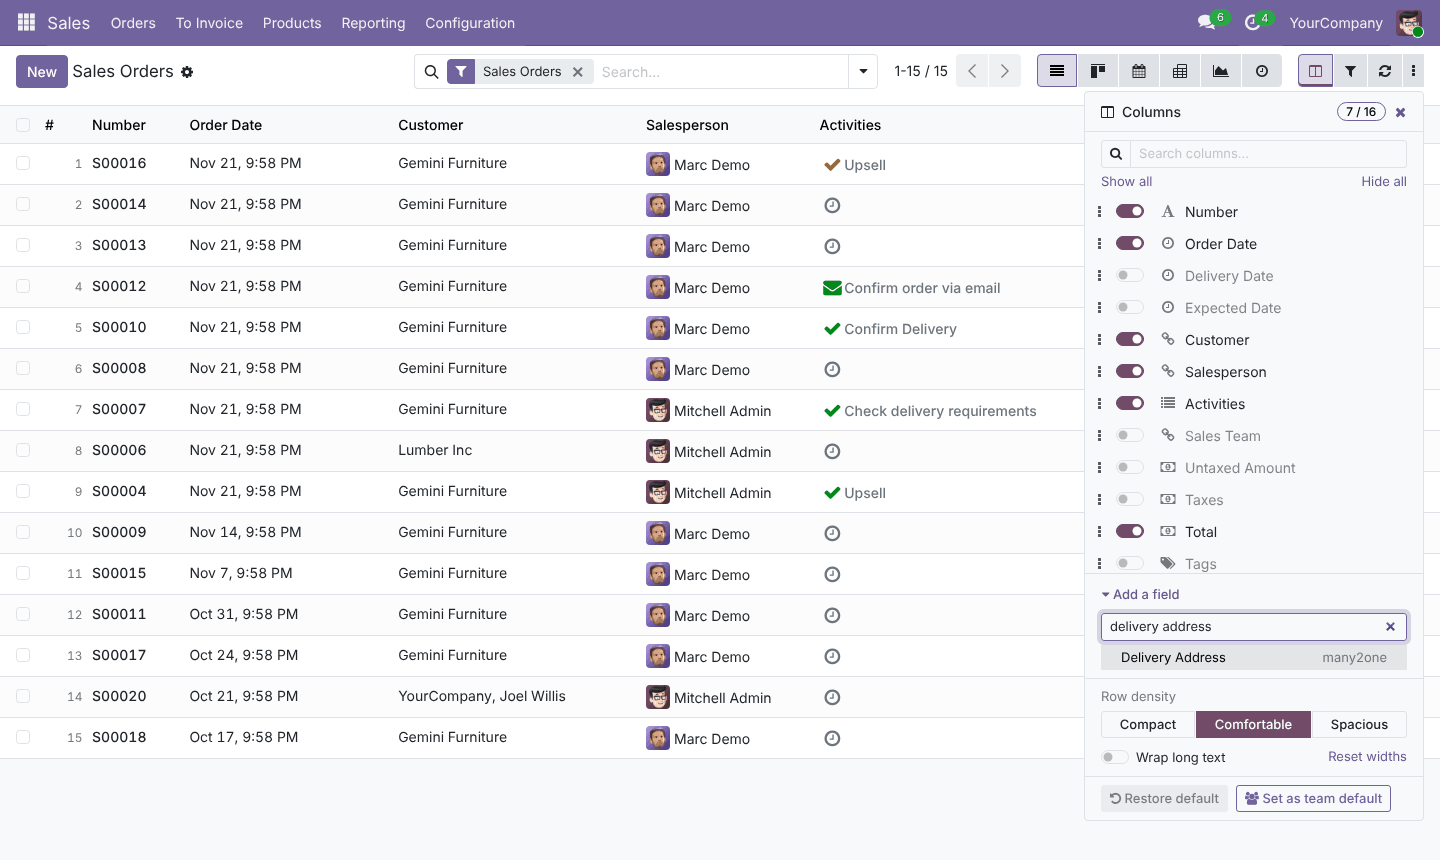 Sales Orders To Invoice Products Reporting Configuration 6 4 YourCompany
New Sales Orders Sales Orders Search... 1-15 / 15
# Number Order Date Customer Salesperson Activities
1 S00016 Nov 21, 9:58 PM Gemini Furniture Marc Demo Upsell
2 S00014 Nov 21, 9:58 PM Gemini Furniture Marc Demo
3 S00013 Nov 21, 9:58 PM Gemini Furniture Marc Demo
4 S00012 Nov 21, 9:58 PM Gemini Furniture Marc Demo Confirm order via email
5 S00010 Nov 21, 9:58 PM Gemini Furniture Marc Demo Confirm Delivery
6 S00008 Nov 21, 9:58 PM Gemini Furniture Marc Demo
7 S00007 Nov 21, 9:58 PM Gemini Furniture Mitchell Admin Check delivery requirements
8 S00006 Nov 21, 9:58 PM Lumber Inc Mitchell Admin
9 S00004 Nov 21, 9:58 PM Gemini Furniture Mitchell Admin Upsell
10 S00009 Nov 14, 9:58 PM Gemini Furniture Marc Demo
11 S00015 Nov 7, 9:58 PM Gemini Furniture Marc Demo
12 S00011 Oct 31, 9:58 PM Gemini Furniture Marc Demo
13 S00017 Oct 24, 9:58 PM Gemini Furniture Marc Demo
14 S00020 Oct 21, 9:58 PM YourCompany, Joel Willis Mitchell Admin
15 S00018 Oct 17, 9:58 PM Gemini Furniture Marc Demo
Columns 7 / 16
Search columns...
Show all Hide all
Number
Order Date
Delivery Date
Expected Date
Customer
Salesperson
Activities
Sales Team
Untaxed Amount
Taxes
Total
Tags
Add a field
delivery address
Delivery Address many2one
Row density
Compact Comfortable Spacious
Wrap long text Reset widths
Restore default Set as team default